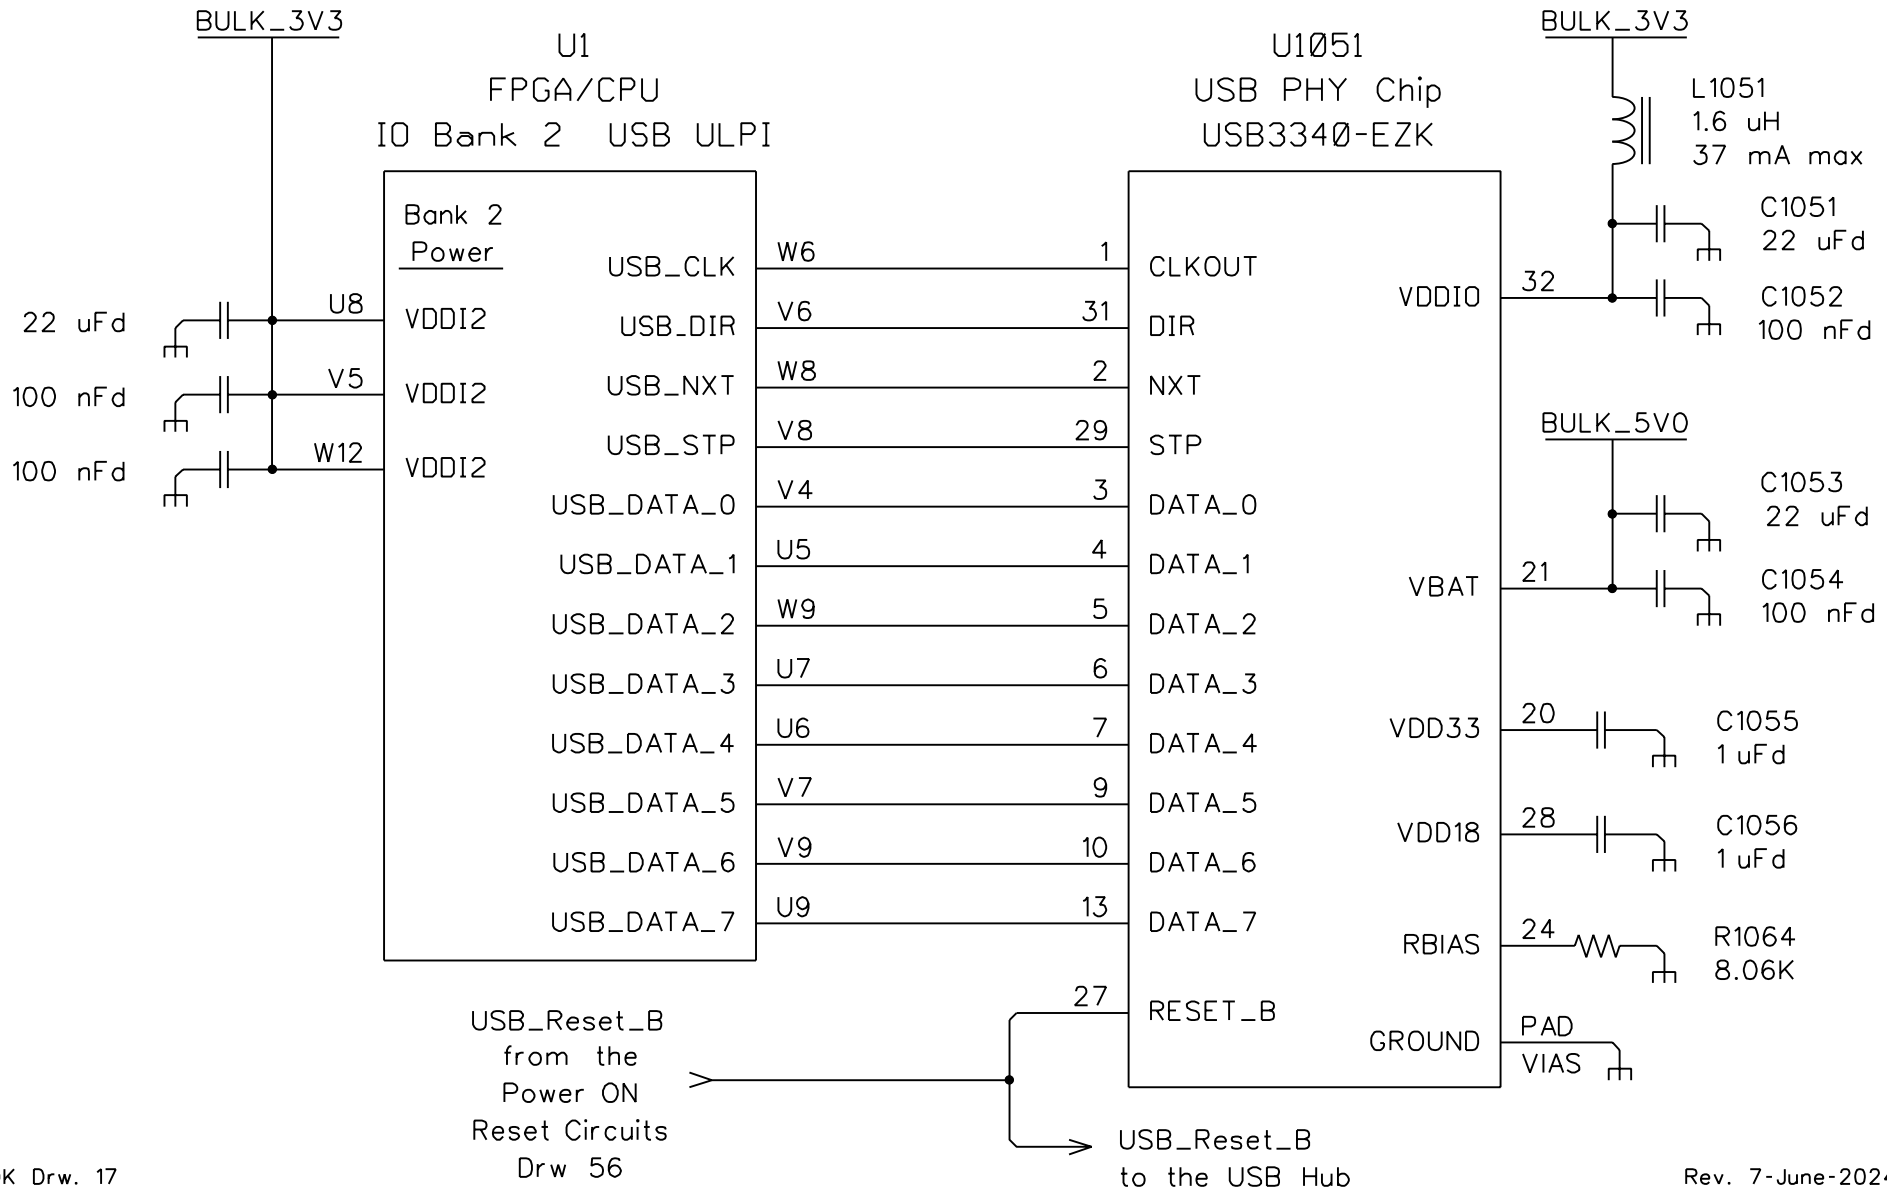 BULK_3V3
U1
FPGA/CPU
IO Bank 2 USB ULPI
Bank 2
Power
22 uFd
U8
VDDI2
100 nFd
V5
VDDI2
100 nFd
W12
VDDI2
USB_CLK
W6
USB_DIR
V6
USB_NXT
W8
USB_STP
V8
USB_DATA_0
V4
USB_DATA_1
U5
USB_DATA_2
W9
USB_DATA_3
U7
USB_DATA_4
U6
USB_DATA_5
V7
USB_DATA_6
V9
USB_DATA_7
U9
U1051
USB PHY Chip
USB3340-EZK
1
CLKOUT
31
DIR
2
NXT
29
STP
3
DATA_0
4
DATA_1
5
DATA_2
6
DATA_3
7
DATA_4
9
DATA_5
10
DATA_6
13
DATA_7
27
RESET_B
BULK_3V3
L1051
1.6 uH
37 mA max
C1051
22 uFd
VDDIO
32
C1052
100 nFd
BULK_5V0
C1053
22 uFd
VBAT
21
C1054
100 nFd
VDD33
20
C1055
1 uFd
VDD18
28
C1056
1 uFd
RBIAS
24
R1064
8.06K
GROUND
PAD
VIAS
USB_Reset_B
from the
Power ON
Reset Circuits
Drw 56
USB_Reset_B
to the USB Hub
K Drw. 17
Rev. 7-June-2024